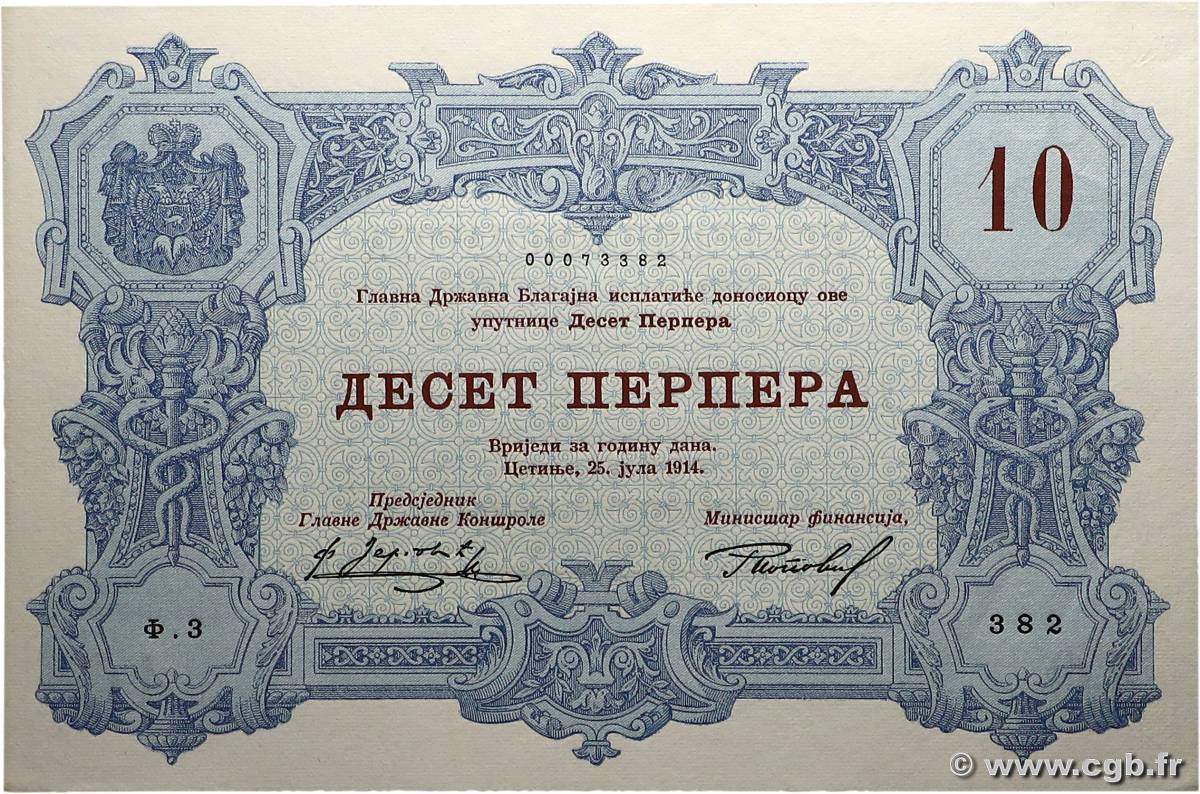 10
00073382
Главна Државна Благајна исплатиће доносиоцу ове
упутнице Десет Перпера
ДЕСЕТ ПЕРПЕРА
Вриједи за годину дана.
Цетиње, 25. јула 1914.
Предсједник
Главне Државне Контроле
Министар финансија,
Ф.3
382
© www.cgb.fr